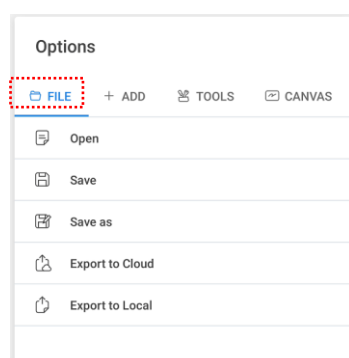 Options
FILE ADD TOOLS CANVAS
Open
Save
Save as
Export to Cloud
Export to Local